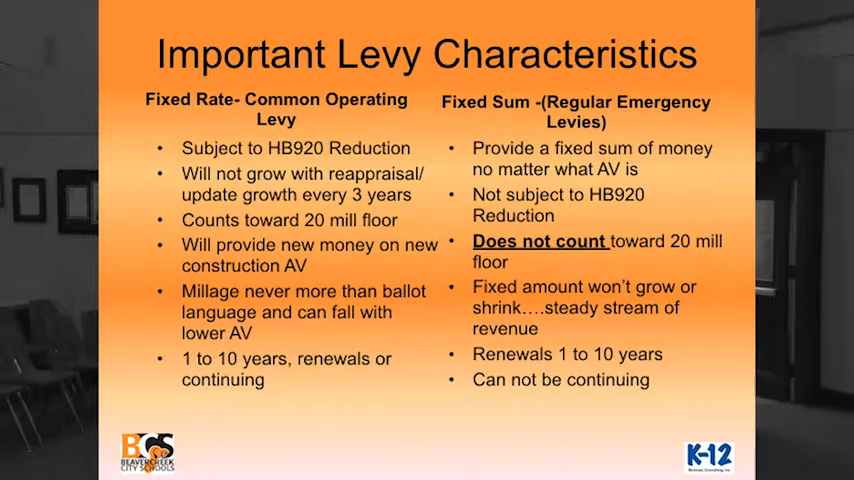 Important Levy Characteristics
Fixed Rate- Common Operating
Levy
• Subject to HB920 Reduction
• Will not grow with reappraisal/
update growth every 3 years
• Counts toward 20 mill floor
• Will provide new money on new
construction AV
• Millage never more than ballot
language and can fall with
lower AV
• 1 to 10 years, renewals or
continuing
Fixed Sum -(Regular Emergency
Levies)
• Provide a fixed sum of money
no matter what AV is
• Not subject to HB920
Reduction
• Does not count toward 20 mill
floor
• Fixed amount won't grow or
shrink….steady stream of
revenue
• Renewals 1 to 10 years
• Can not be continuing
BCS
BEAVERCREEK
CITY SCHOOLS
K-12
Business Consulting, Inc.